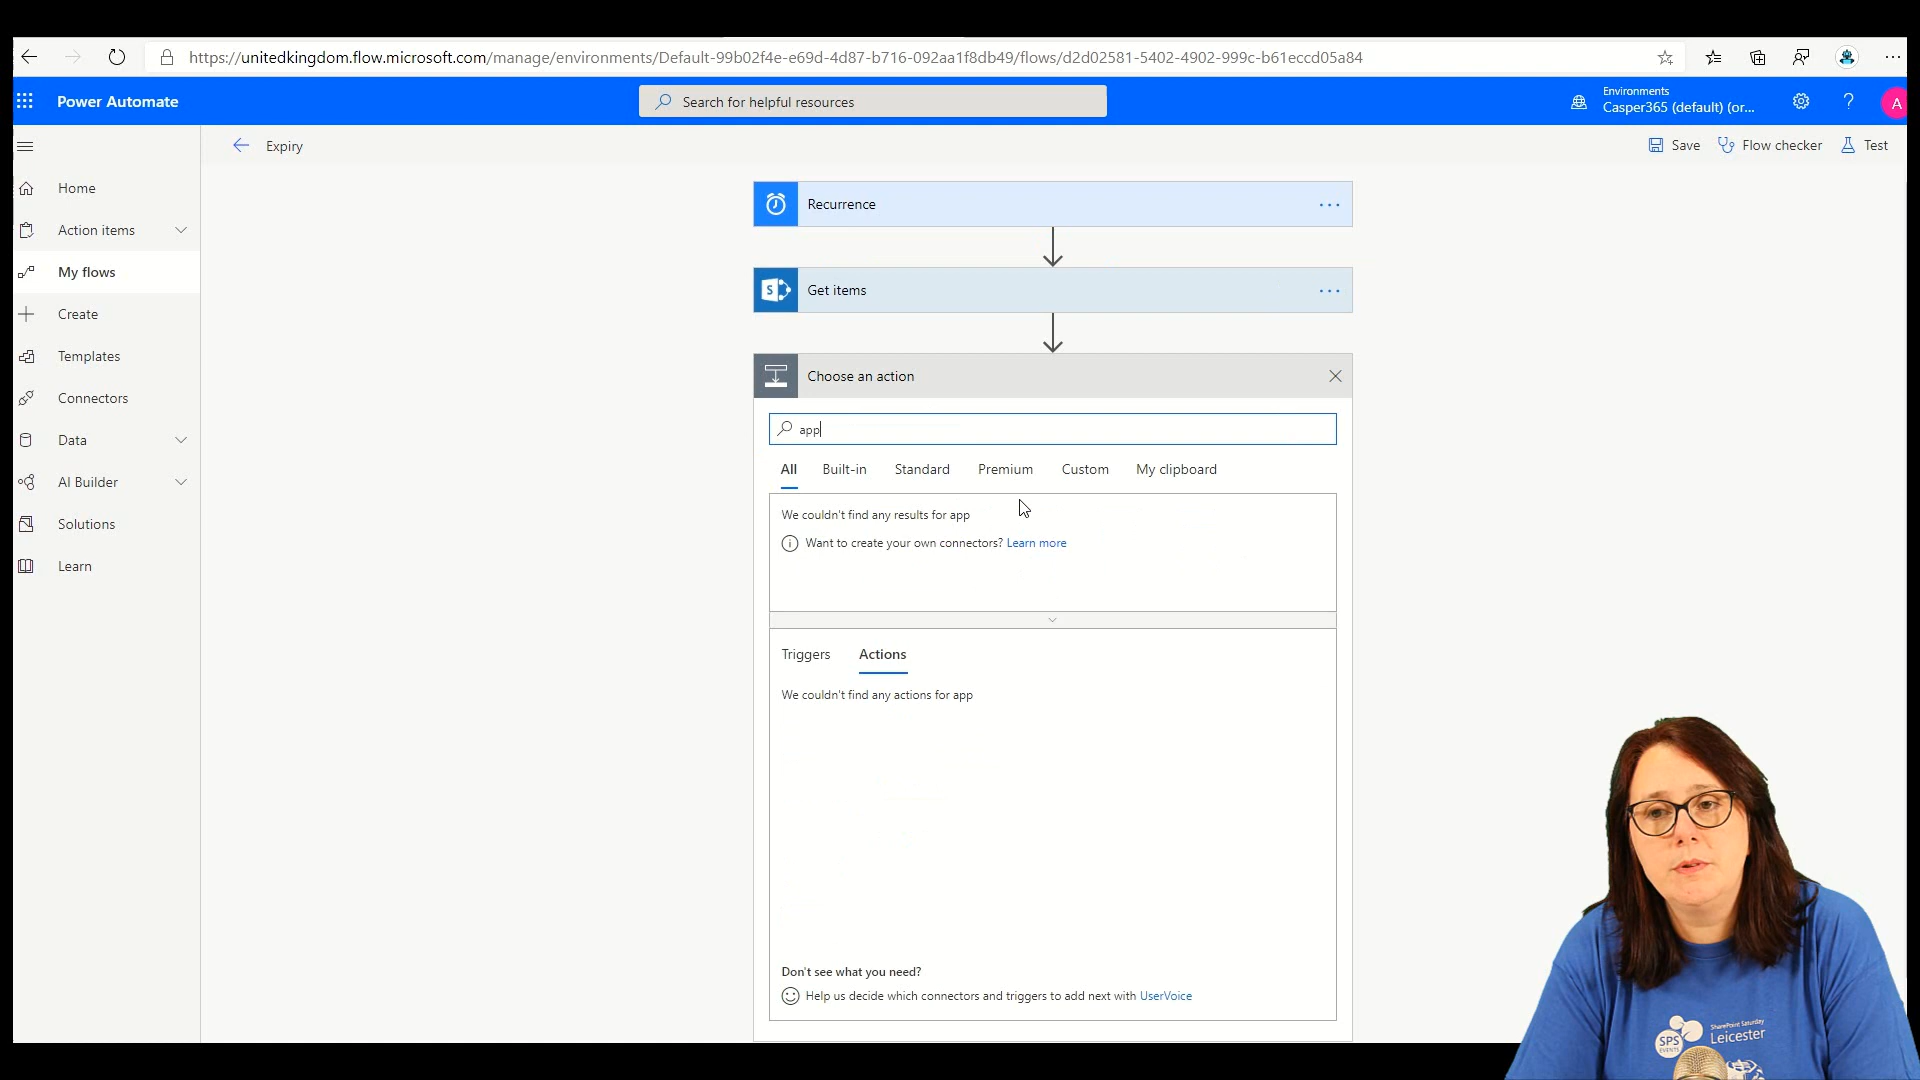 https://unitedkingdom.flow.microsoft.com/manage/environments/Default-99b02f4e-e69d-4d87-b716-092aa1f8db49/flows/d2d02581-5402-4902-999c-b61eccd05a84
Power Automate
Search for helpful resources
Environments
Casper365 (default) (or...
?
A
Expiry
Save
Flow checker
Test
Home
Action items
My flows
Create
Templates
Connectors
Data
AI Builder
Solutions
Learn
Recurrence
S
Get items
Choose an action
app
All
Built-in
Standard
Premium
Custom
My clipboard
We couldn't find any results for app
Want to create your own connectors? Learn more
Triggers
Actions
We couldn't find any actions for app
Don't see what you need?
Help us decide which connectors and triggers to add next with UserVoice
SharePoint Saturday
Leicester
SPS
EVENTS